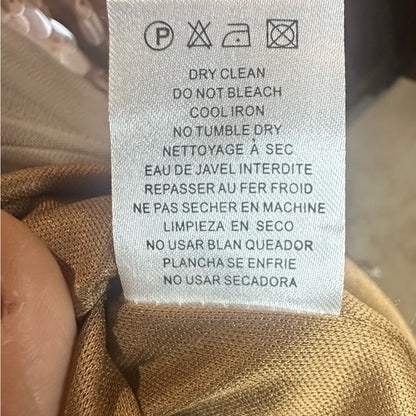 P
DRY CLEAN
DO NOT BLEACH
COOL IRON
NO TUMBLE DRY
NETTOYAGE À SEC
EAU DE JAVEL INTERDITE
REPASSER AU FER FROID
NE PAS SECHER EN MACHINE
LIMPIEZA EN SECO
NO USAR BLAN QUEADOR
PLANCHA SE ENFRIE
NO USAR SECADORA